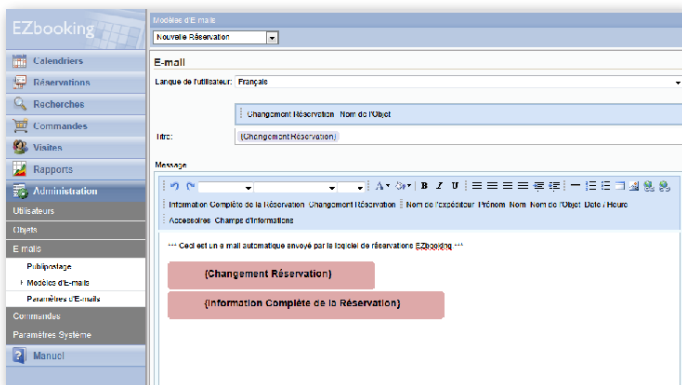 EZbooking
Calendriers
Réservations
Recherches
Commandes
Visites
Rapports
Administration
Utilisateurs
Objets
E-mails
Publipostage
Modèles d'E-mails
Paramètres d'E-mails
Commandes
Paramètres Système
Manuel
Modèles d'E-mails
Nouvelle Réservation
E-mail
Langue de l'utilisateur: Français
Changement Réservation Nom de l'Objet
Titre: {Changement Réservation}
Message
A B I U
Information Complète de la Réservation Changement Réservation Nom de l'expéditeur Prénom Nom Nom de l'Objet Date / Heure
Accessoires Champs d'Informations
*** Ceci est un e-mail automatique envoyé par le logiciel de réservations EZbooking ***
{Changement Réservation}
{Information Complète de la Réservation}